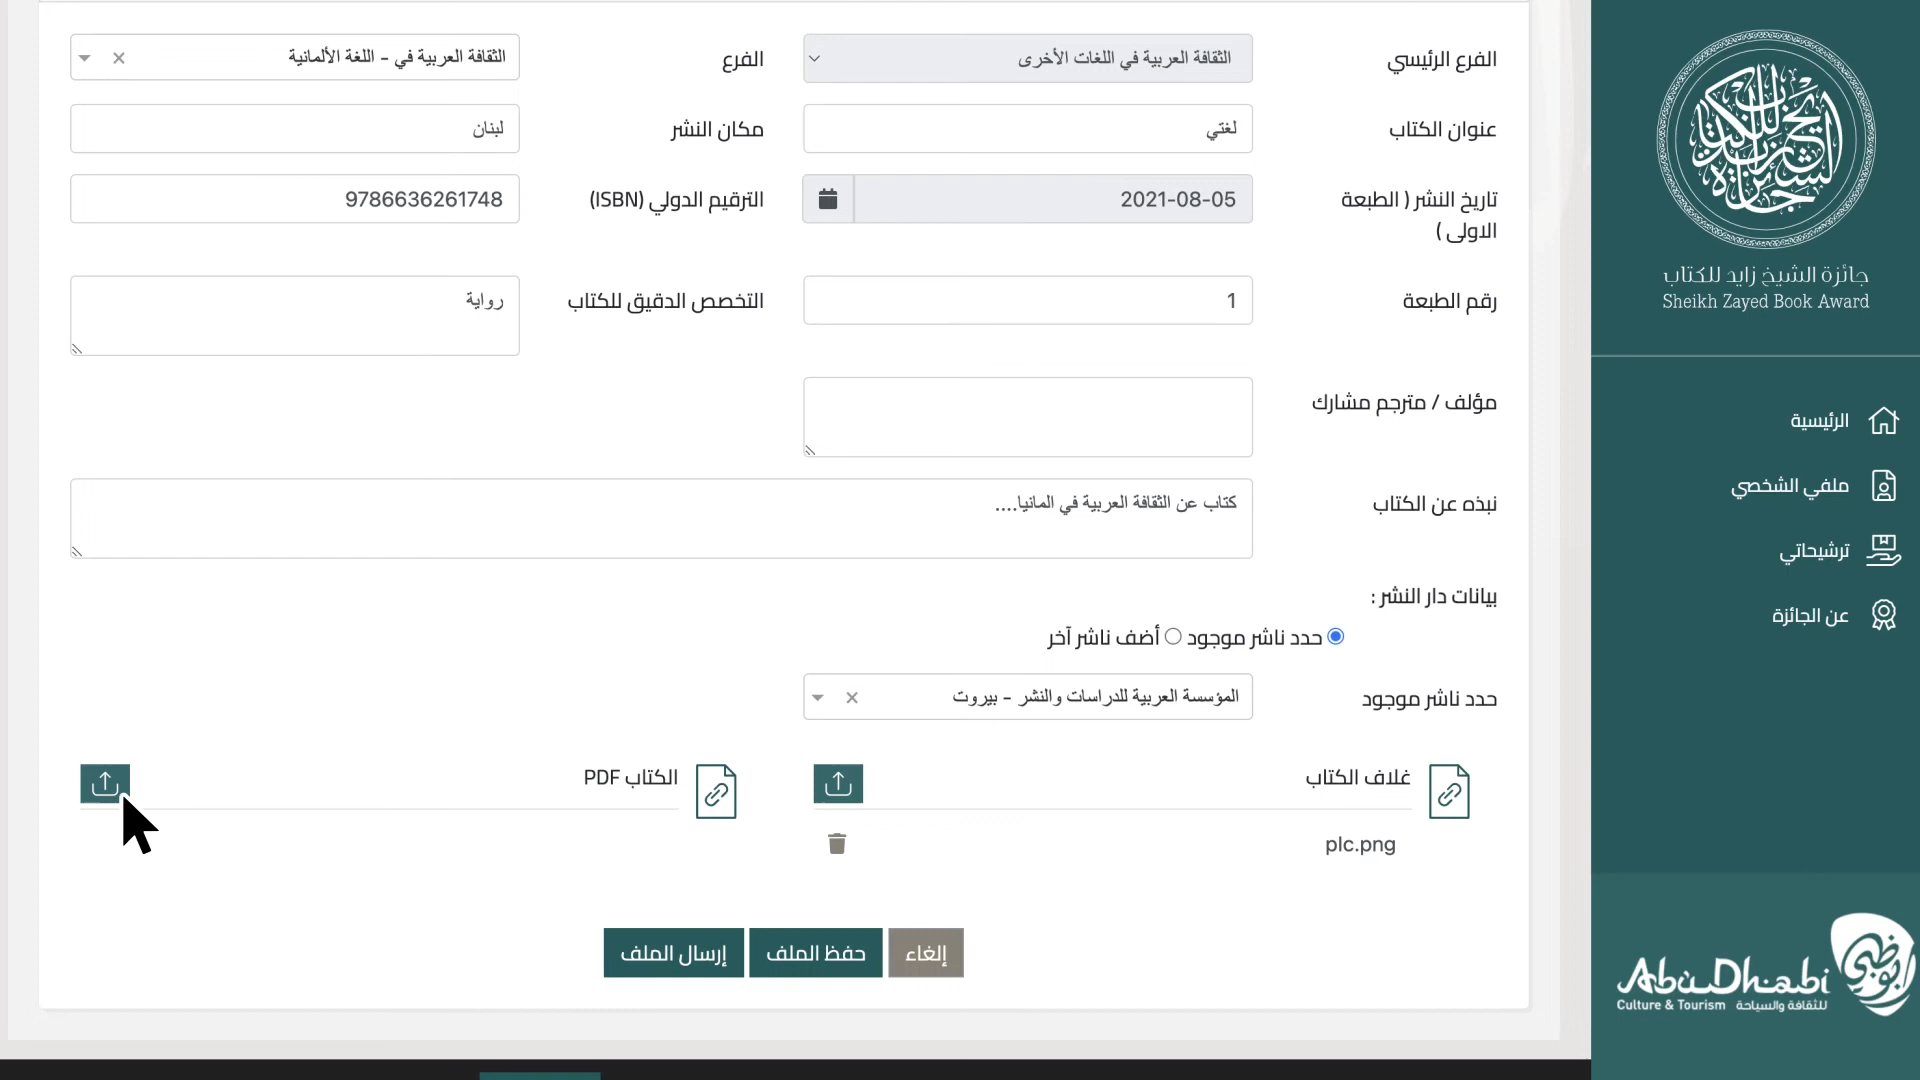 الفرع الرئيسي
الثقافة العربية في اللغات الأخرى
الفرع
الثقافة العربية في - اللغة الألمانية
عنوان الكتاب
لغتي
مكان النشر
لبنان
تاريخ النشر ( الطبعة
الاولى )
2021-08-05
الترقيم الدولي (ISBN)
9786636261748
رقم الطبعة
1
التخصص الدقيق للكتاب
رواية
مؤلف / مترجم مشارك
نبذه عن الكتاب
كتاب عن الثقافة العربية في المانيا....
بيانات دار النشر :
حدد ناشر موجود
أضف ناشر آخر
حدد ناشر موجود
المؤسسة العربية للدراسات والنشر - بيروت
غلاف الكتاب
plc.png
الكتاب PDF
إلغاء
حفظ الملف
إرسال الملف
جائزة الشيخ زايد للكتاب
Sheikh Zayed Book Award
الرئيسية
ملفي الشخصي
ترشيحاتي
عن الجائزة
أبوظبي
Abu Dhabi
Culture & Tourism للثقافة والسياحة